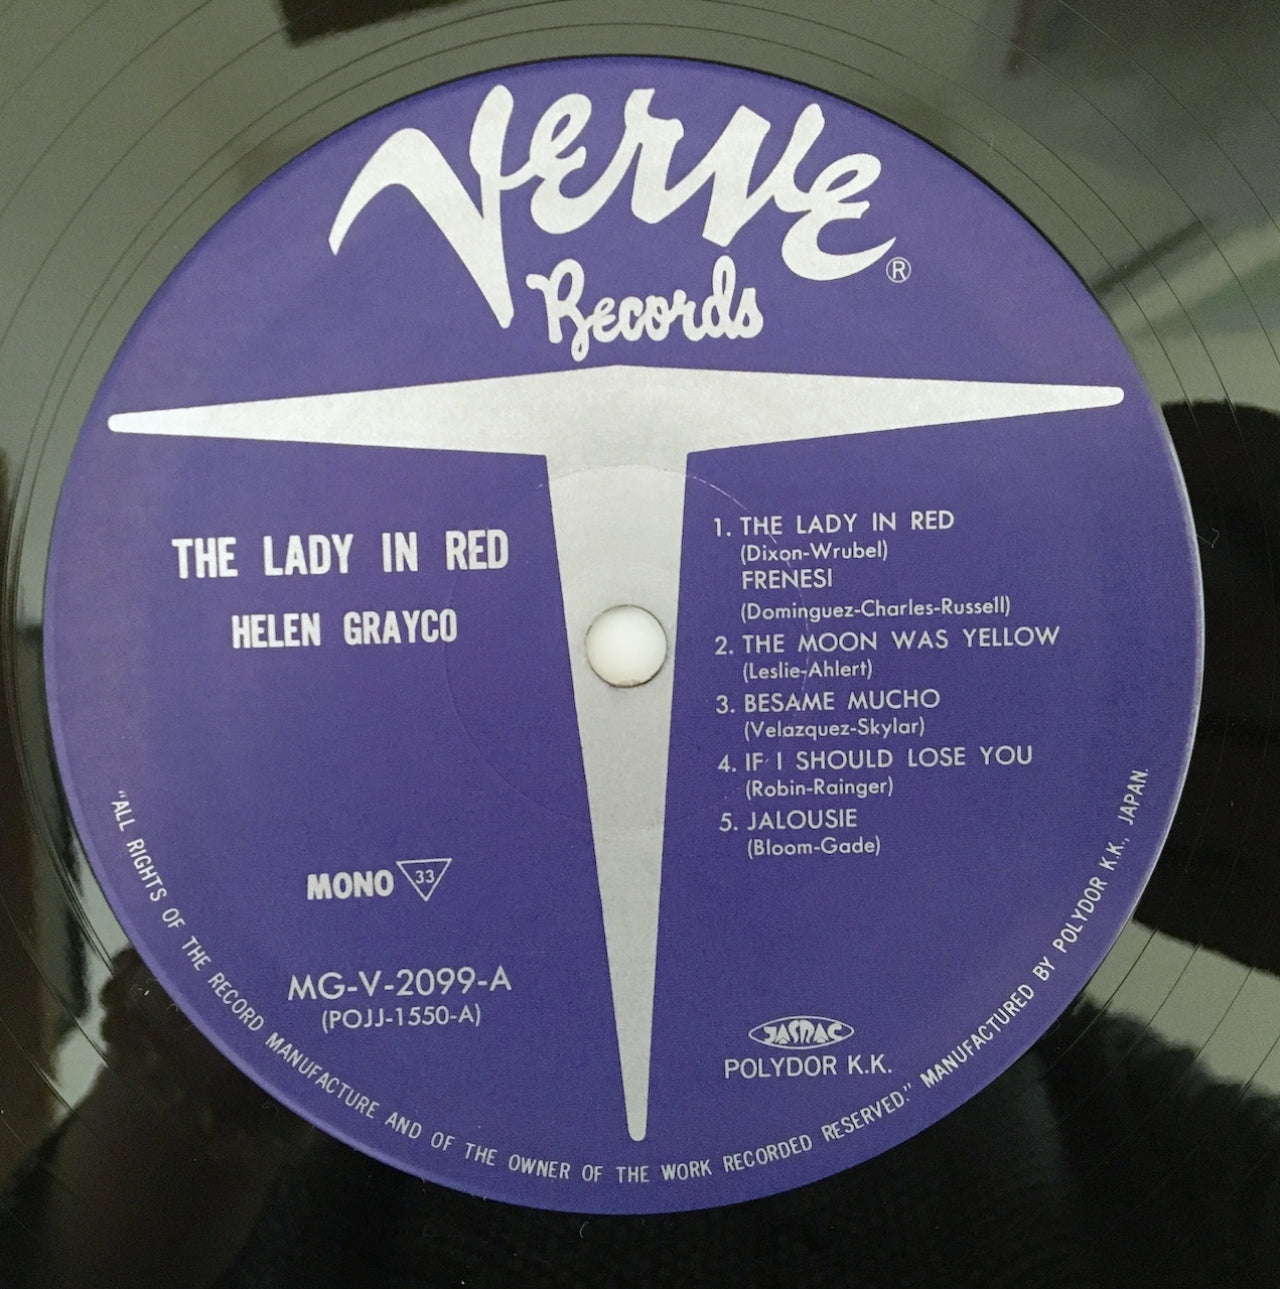 Verve
Records
®
THE LADY IN RED
HELEN GRAYCO
1. THE LADY IN RED
(Dixon-Wrubel)
FRENESI
(Dominguez-Charles-Russell)
2. THE MOON WAS YELLOW
(Leslie-Ahlert)
3. BESAME MUCHO
(Velazquez-Skylar)
4. IF I SHOULD LOSE YOU
(Robin-Rainger)
5. JALOUSIE
(Bloom-Gade)
MONO 33
MG-V-2099-A
(POJJ-1550-A)
JASRAC
POLYDOR K.K.
"ALL RIGHTS OF THE RECORD MANUFACTURE AND OF THE OWNER OF THE WORK RECORDED RESERVED." MANUFACTURED BY POLYDOR K.K., JAPAN.